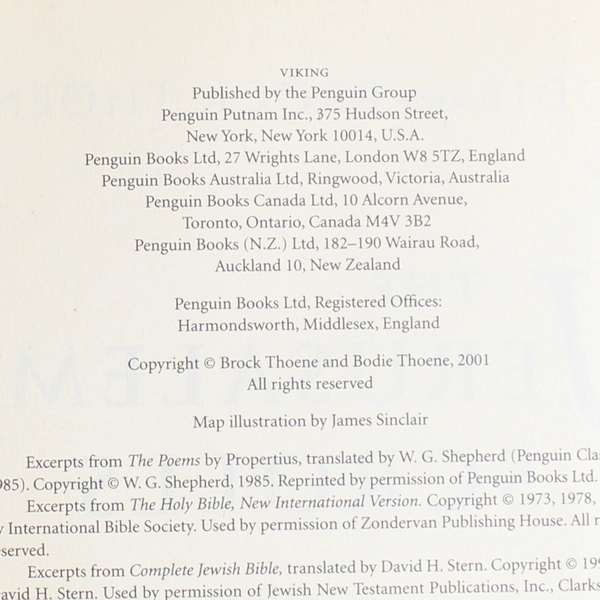 VIKING
Published by the Penguin Group
Penguin Putnam Inc., 375 Hudson Street,
New York, New York 10014, U.S.A.
Penguin Books Ltd, 27 Wrights Lane, London W8 5TZ, England
Penguin Books Australia Ltd, Ringwood, Victoria, Australia
Penguin Books Canada Ltd, 10 Alcorn Avenue,
Toronto, Ontario, Canada M4V 3B2
Penguin Books (N.Z.) Ltd, 182–190 Wairau Road,
Auckland 10, New Zealand
Penguin Books Ltd, Registered Offices:
Harmondsworth, Middlesex, England
Copyright © Brock Thoene and Bodie Thoene, 2001
All rights reserved
Map illustration by James Sinclair
Excerpts from The Poems by Propertius, translated by W. G. Shepherd (Penguin Clas
985). Copyright © W. G. Shepherd, 1985. Reprinted by permission of Penguin Books Ltd.
Excerpts from The Holy Bible, New International Version. Copyright © 1973, 1978,
y International Bible Society. Used by permission of Zondervan Publishing House. All r
eserved.
Excerpts from Complete Jewish Bible, translated by David H. Stern. Copyright © 199
avid H. Stern. Used by permission of Jewish New Testament Publications, Inc., Clarks